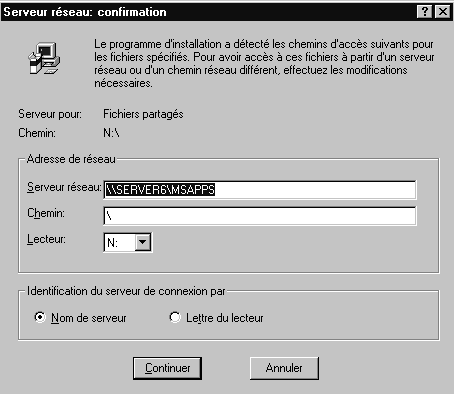 Serveur réseau: confirmation
Le programme d'installation a détecté les chemins d'accès suivants pour
les fichiers spécifiés. Pour avoir accès à ces fichiers à partir d'un serveur
réseau ou d'un chemin réseau différent, effectuez les modifications
nécessaires.
Serveur pour: Fichiers partagés
Chemin: N:\
Adresse de réseau
Serveur réseau: \\SERVER6\MSAPPS
Chemin: \
Lecteur: N:
Identification du serveur de connexion par
Nom de serveur Lettre du lecteur
Continuer Annuler